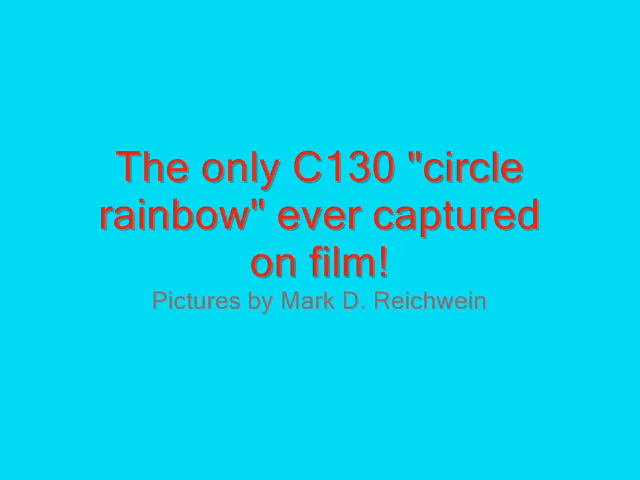 The only C130 "circle
rainbow" ever captured
on film!
Pictures by Mark D. Reichwein